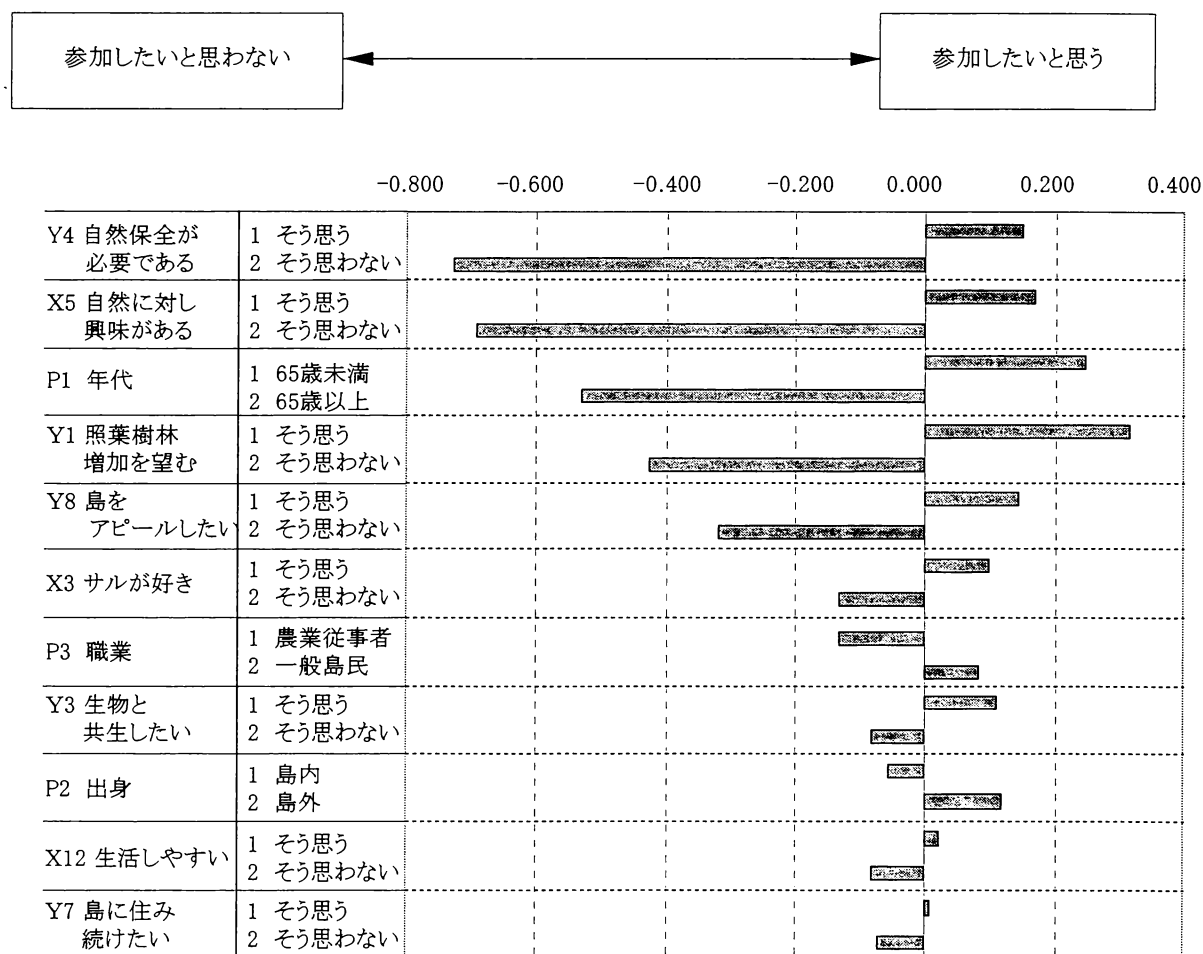 参加したいと思わない
参加したいと思う
-0.800 -0.600 -0.400 -0.200 0.000 0.200 0.400
Y4 自然保全が
必要である
1 そう思う
2 そう思わない
X5 自然に対し
興味がある
1 そう思う
2 そう思わない
P1 年代
1 65歳未満
2 65歳以上
Y1 照葉樹林
増加を望む
1 そう思う
2 そう思わない
Y8 島を
アピールしたい
1 そう思う
2 そう思わない
X3 サルが好き
1 そう思う
2 そう思わない
P3 職業
1 農業従事者
2 一般島民
Y3 生物と
共生したい
1 そう思う
2 そう思わない
P2 出身
1 島内
2 島外
X12 生活しやすい
1 そう思う
2 そう思わない
Y7 島に住み
続けたい
1 そう思う
2 そう思わない